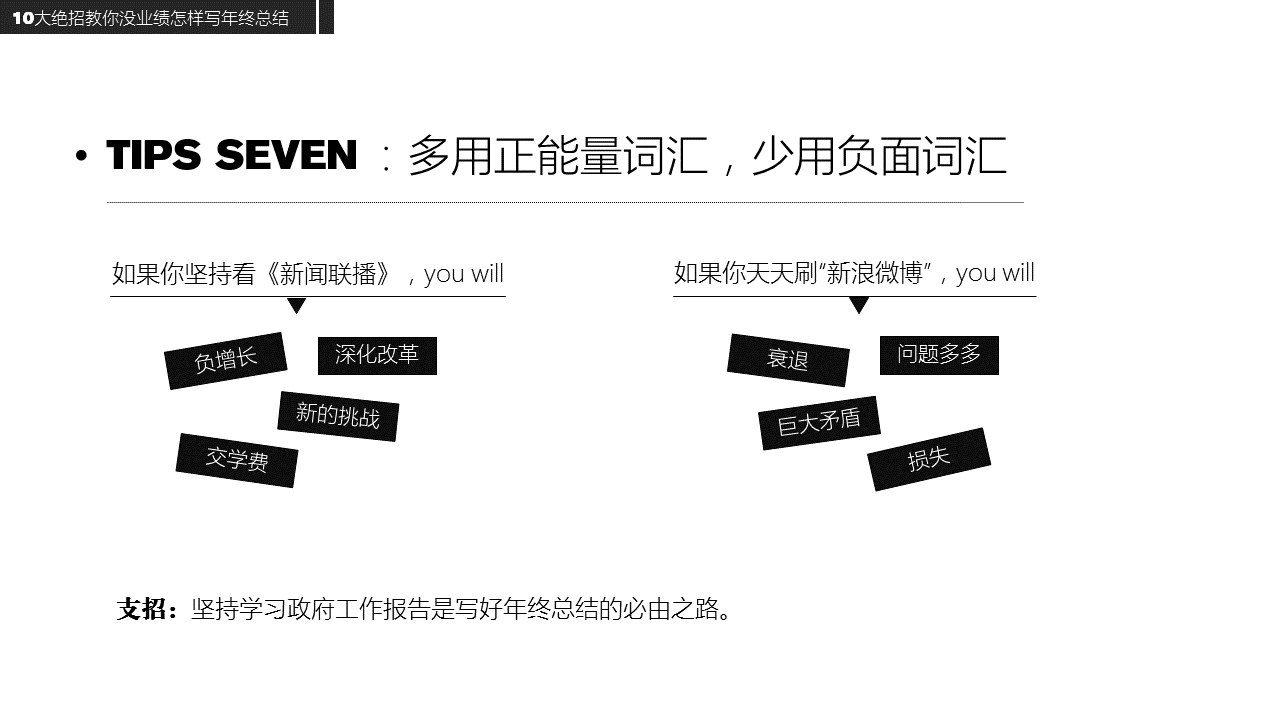 10大绝招教你没业绩怎样写年终总结
• TIPS SEVEN ：多用正能量词汇，少用负面词汇
如果你坚持看《新闻联播》，you will
负增长
深化改革
新的挑战
交学费
如果你天天刷“新浪微博”，you will
衰退
问题多多
巨大矛盾
损失
支招：坚持学习政府工作报告是写好年终总结的必由之路。